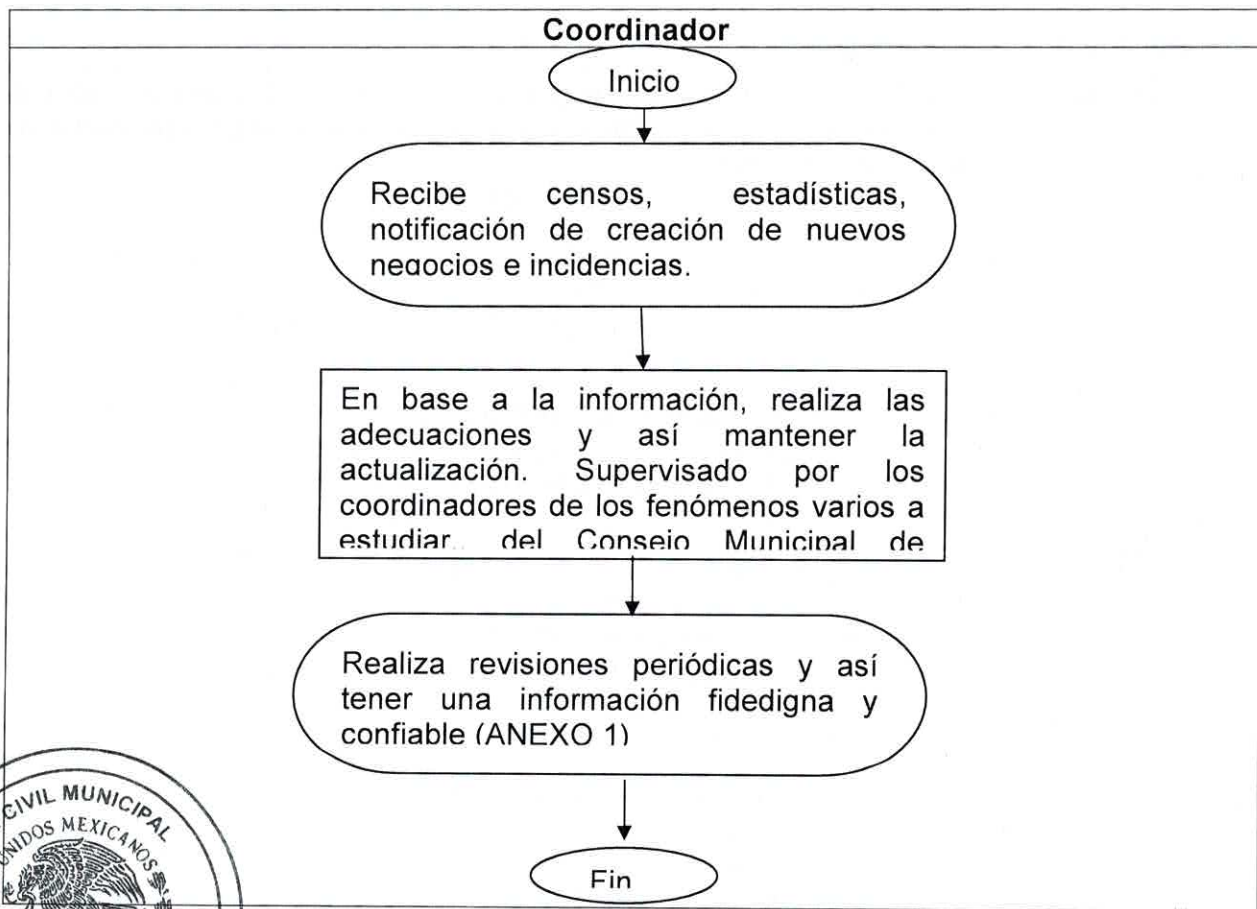 Coordinador
Inicio
Recibe censos, estadísticas,
notificación de creación de nuevos
negocios e incidencias.
En base a la información, realiza las
adecuaciones y así mantener la
actualización. Supervisado por los
coordinadores de los fenómenos varios a
estudiar.. del Consejo Municipal de
Realiza revisiones periódicas y así
tener una información fidedigna y
confiable (ANEXO 1)
Fin
CIVIL MUNICIPAL
UNIDOS MEXICANOS